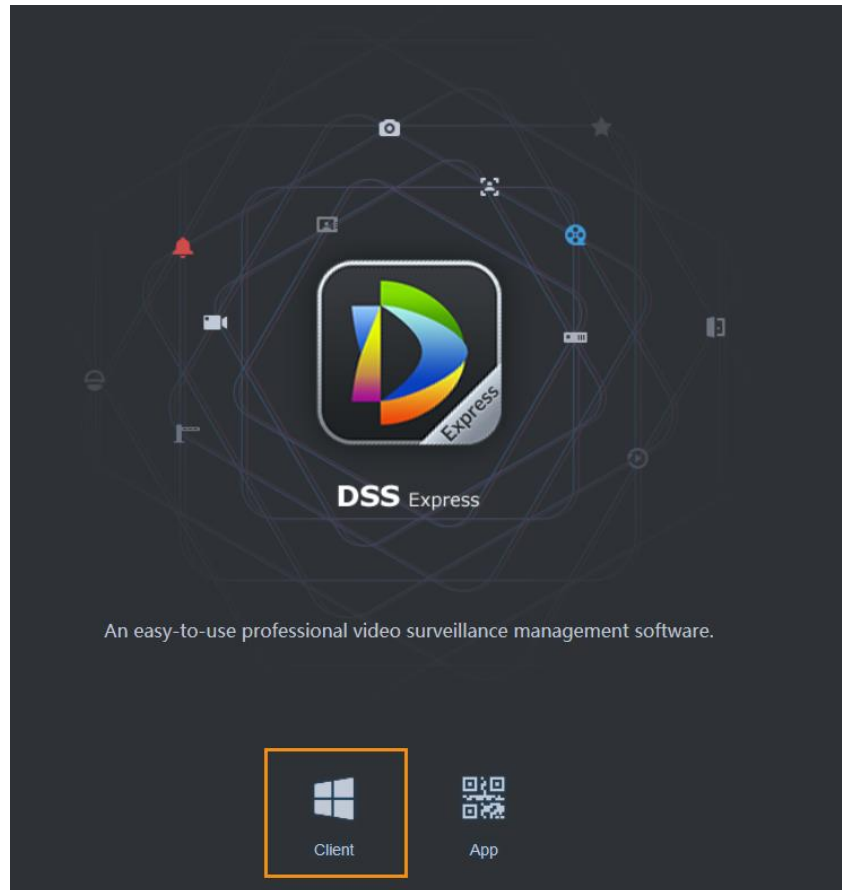 Express
DSS Express
An easy-to-use professional video surveillance management software.
Client
App